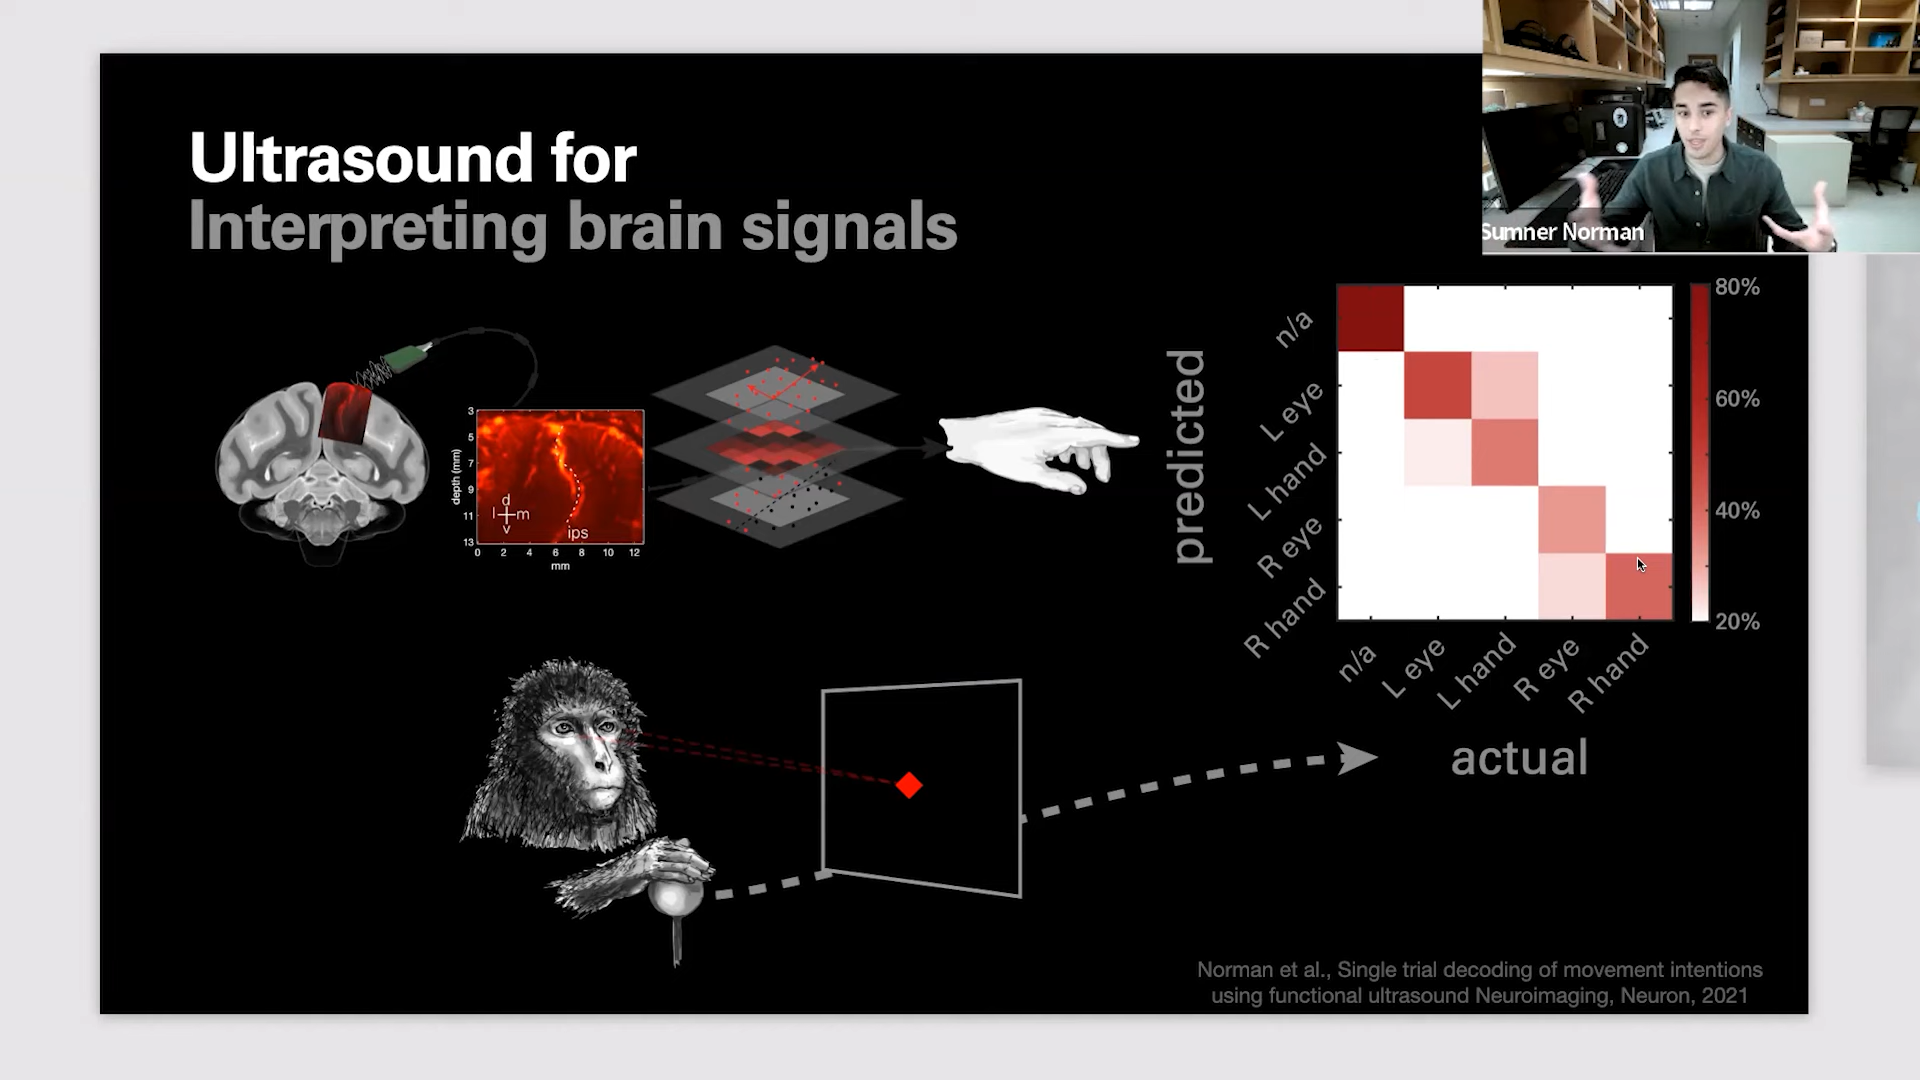 Ultrasound for
Interpreting brain signals
Sumner Norman
depth (mm)
3
5
7
9
11
13
d
l m
v
ips
0 2 4 6 8 10 12
mm
predicted
n/a
L eye
L hand
R eye
R hand
80%
60%
40%
20%
n/a
L eye
L hand
R eye
R hand
actual
Norman et al., Single trial decoding of movement intentions
using functional ultrasound Neuroimaging, Neuron, 2021